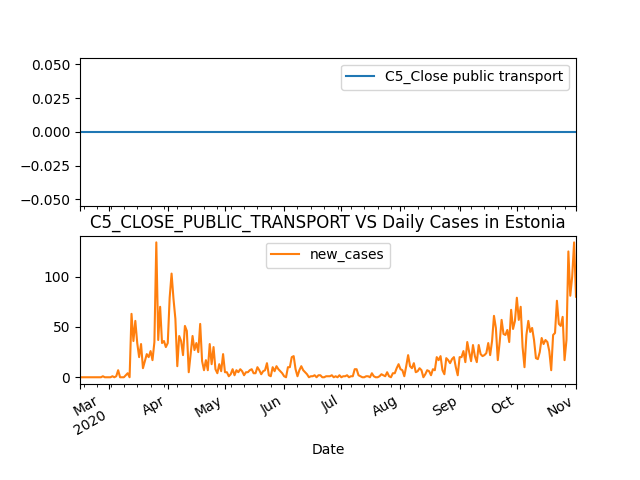 0.050
0.025
0.000
−0.025
−0.050
C5_Close public transport
C5_CLOSE_PUBLIC_TRANSPORT VS Daily Cases in Estonia
100
50
0
new_cases
Mar
2020
Apr
May
Jun
Jul
Aug
Sep
Oct
Nov
Date